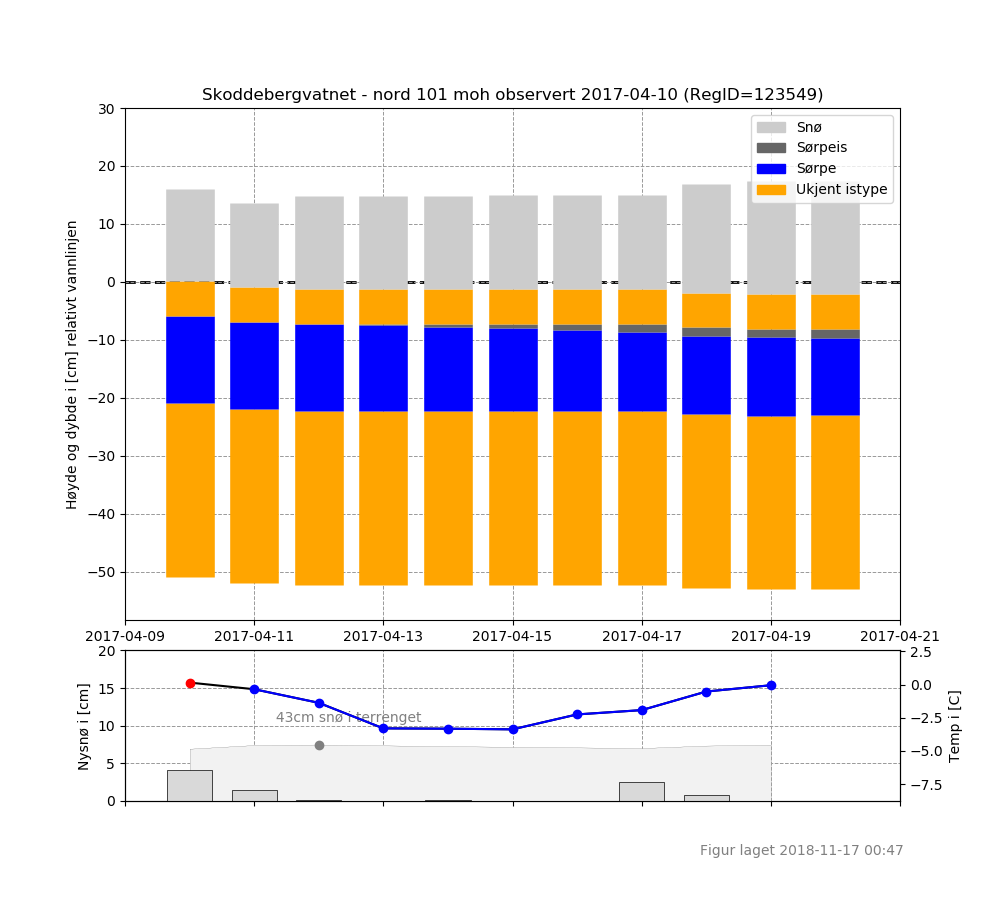 Skoddebergvatnet - nord 101 moh observert 2017-04-10 (RegID=123549)
Høyde og dybde i [cm] relativt vannlinjen
30
20
10
0
−10
−20
−30
−40
−50
Snø
Sørpeis
Sørpe
Ukjent istype
2017-04-09 2017-04-11 2017-04-13 2017-04-15 2017-04-17 2017-04-19 2017-04-21
Nysnø i [cm]
20
15
10
5
0
43cm snø i terrenget
2.5
0.0
−2.5
−5.0
−7.5
Temp i [C]
Figur laget 2018-11-17 00:47